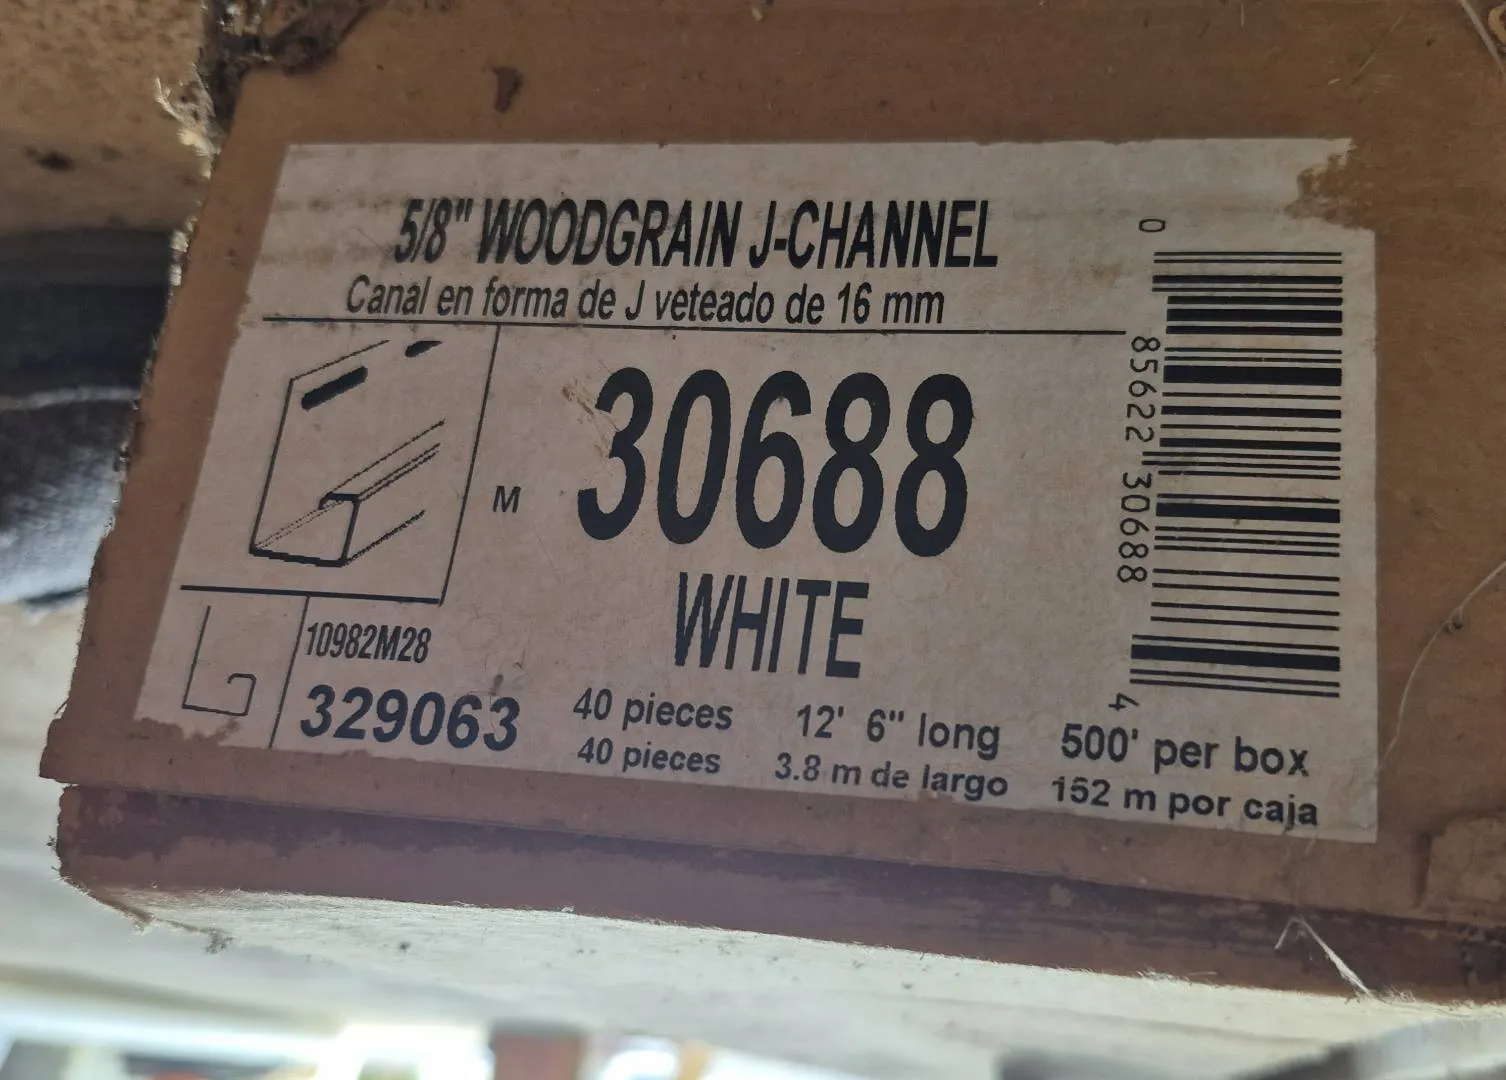 5/8" WOODGRAIN J-CHANNEL
Canal en forma de J veteado de 16 mm
M
30688
WHITE
10982M28
329063
40 pieces 12' 6" long 500' per box
40 pieces 3.8 m de largo 152 m por caja
0 85622 30688 4